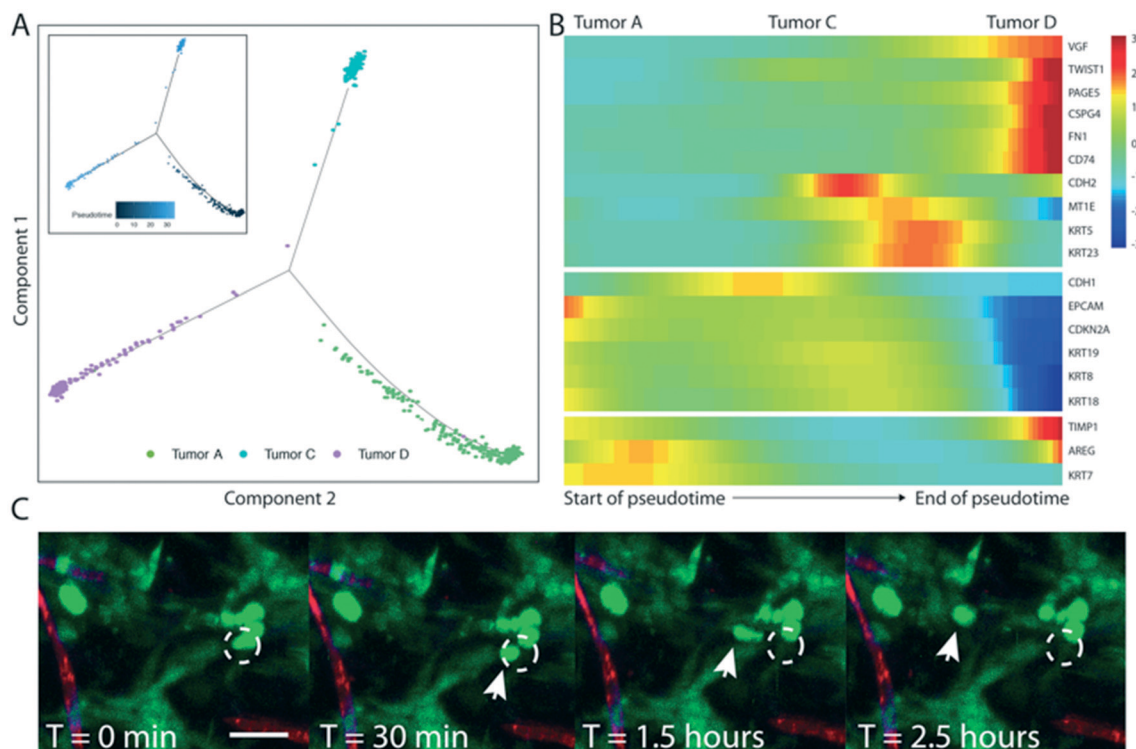 A
Component 1
Pseudotime
0 10 20 30
Tumor A Tumor C Tumor D
Component 2
B
Tumor A Tumor C Tumor D
VGF
TWIST1
PAGE5
CSPG4
FN1
CD74
CDH2
MT1E
KRT5
KRT23
CDH1
EPCAM
CDKN2A
KRT19
KRT8
KRT18
TIMP1
AREG
KRT7
3
2
1
0
Start of pseudotime End of pseudotime
C
T = 0 min
T = 30 min
T = 1.5 hours
T = 2.5 hours